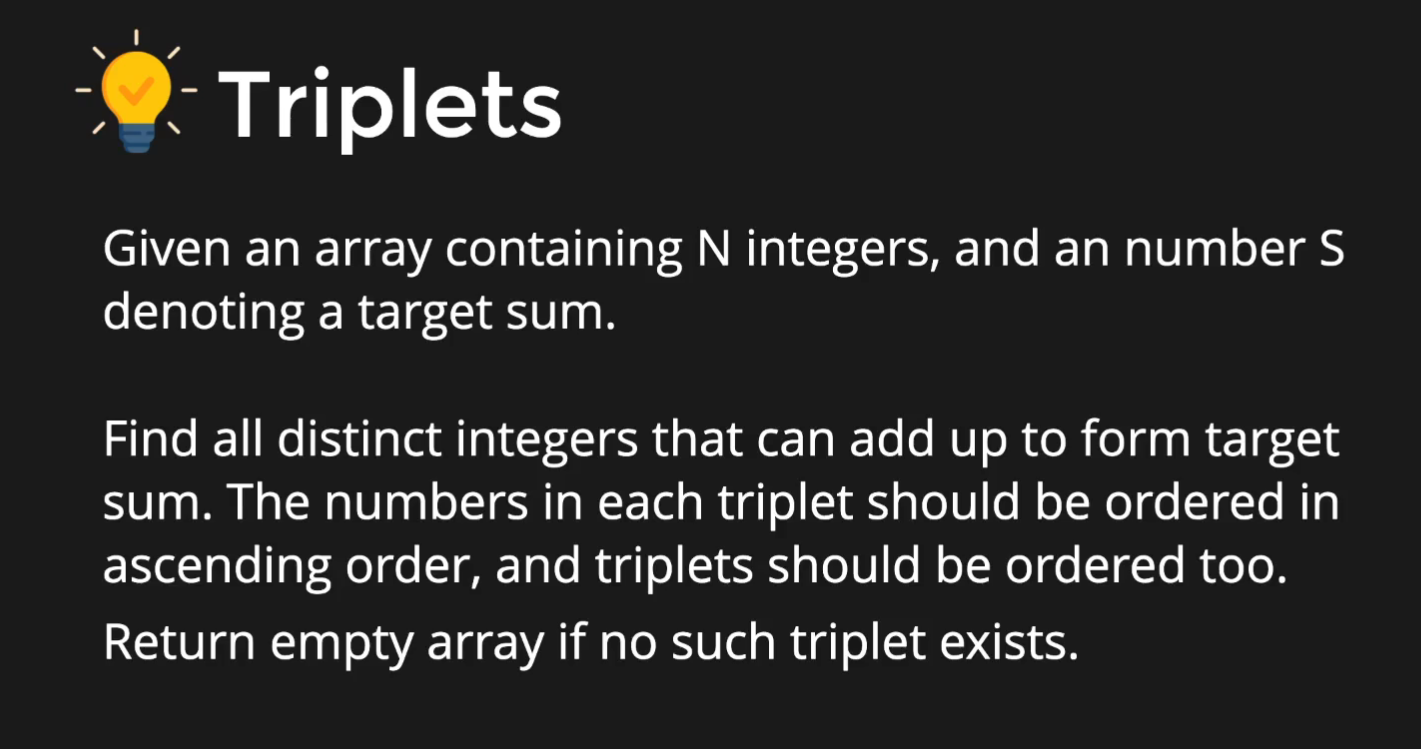 Triplets
Given an array containing N integers, and an number S
denoting a target sum.
Find all distinct integers that can add up to form target
sum. The numbers in each triplet should be ordered in
ascending order, and triplets should be ordered too.
Return empty array if no such triplet exists.